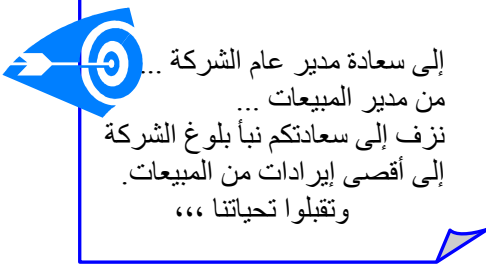 إلى سعادة مدير عام الشركة ...
من مدير المبيعات ...
نزف إلى سعادتكم نبأ بلوغ الشركة
إلى أقصى إيرادات من المبيعات.
وتقبلوا تحياتنا ،،،